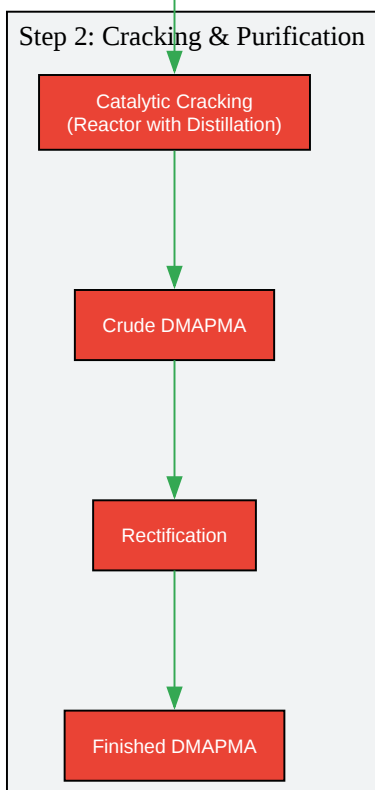 Step 2: Cracking & Purification
Catalytic Cracking
(Reactor with Distillation)
Crude DMAPMA
Rectification
Finished DMAPMA